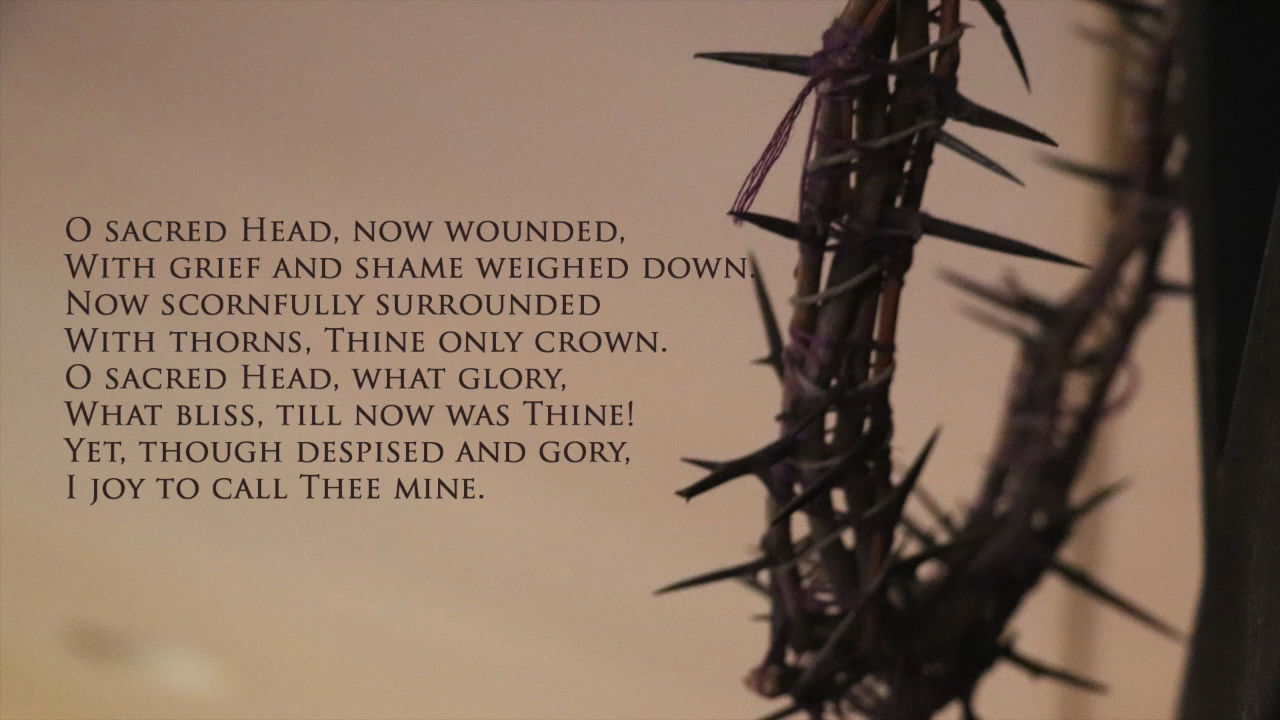 O sacred Head, now wounded,
With grief and shame weighed down.
Now scornfully surrounded
With thorns, Thine only crown.
O sacred Head, what glory,
What bliss, till now was Thine!
Yet, though despised and gory,
I joy to call Thee mine.